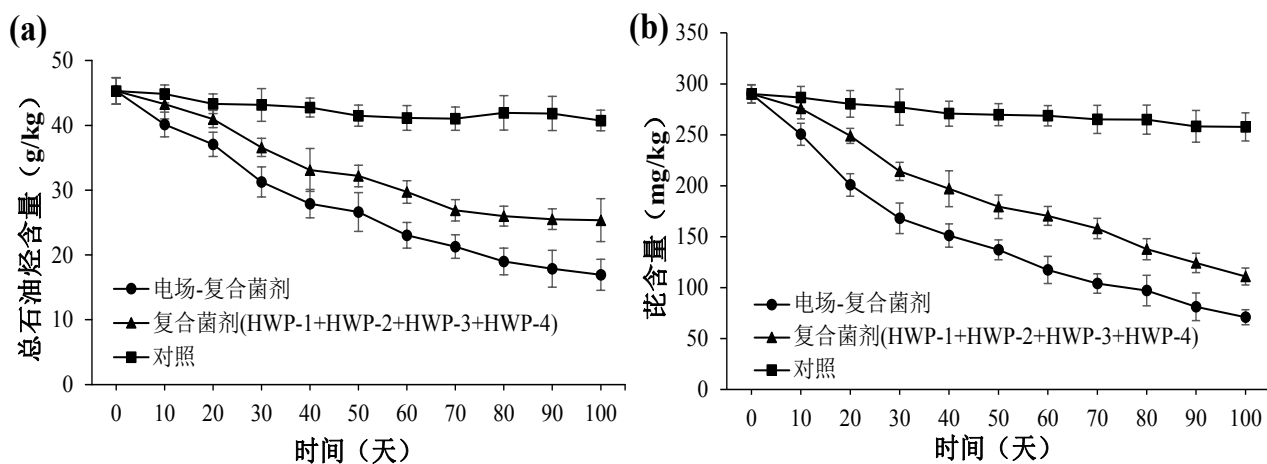 (a)
50
40
30
20
10
0
总石油烃含量（g/kg）
电场-复合菌剂
复合菌剂(HWP-1+HWP-2+HWP-3+HWP-4)
对照
0 10 20 30 40 50 60 70 80 90 100
时间（天）
(b)
350
300
250
200
150
100
50
0
芘含量（mg/kg）
电场-复合菌剂
复合菌剂(HWP-1+HWP-2+HWP-3+HWP-4)
对照
0 10 20 30 40 50 60 70 80 90 100
时间（天）